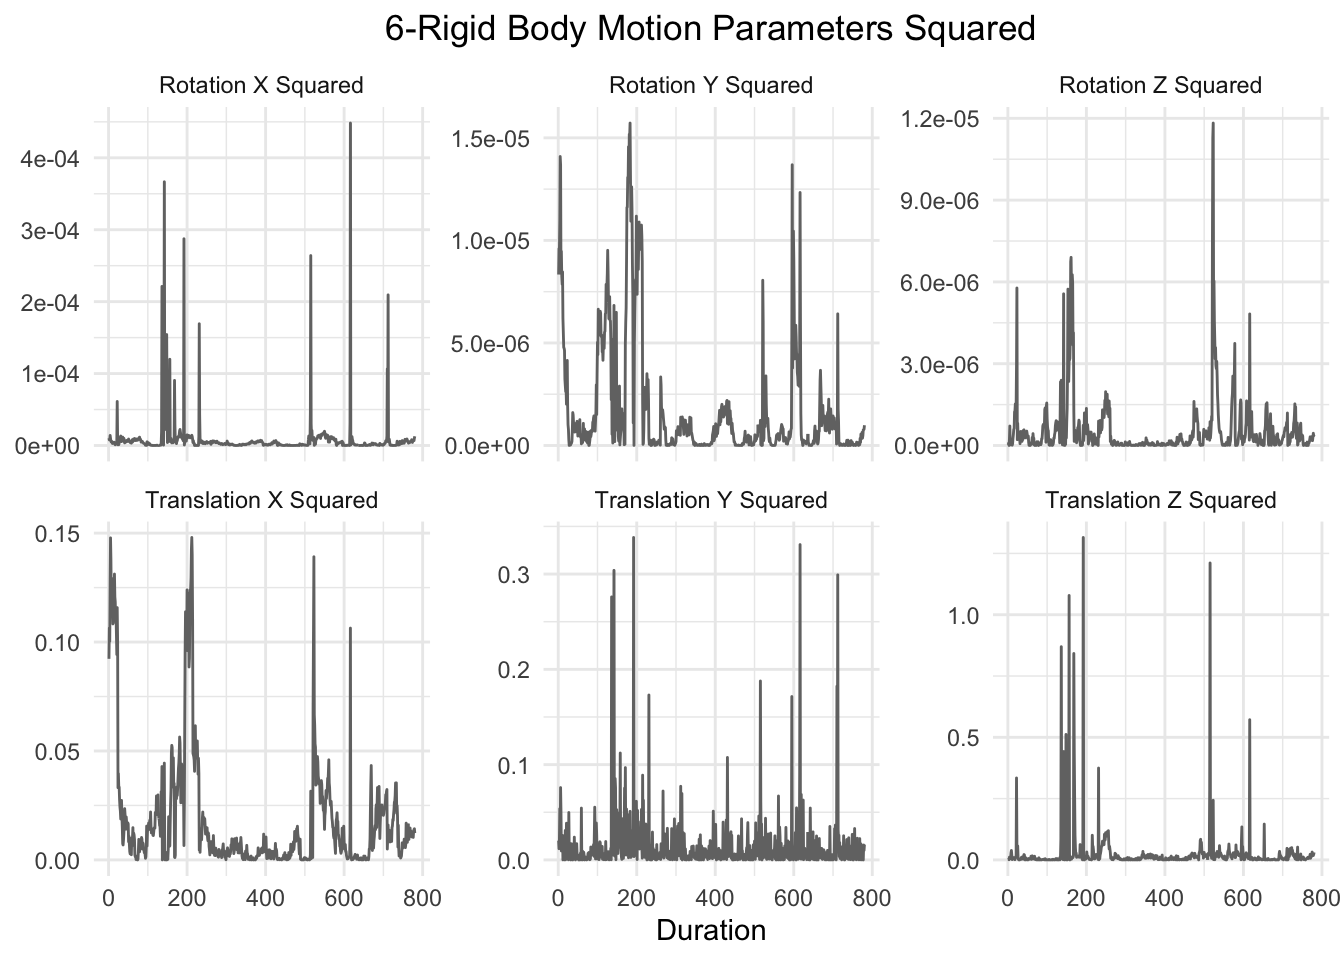 6-Rigid Body Motion Parameters Squared
Rotation X Squared
Rotation Y Squared
Rotation Z Squared
4e-04
3e-04
2e-04
1e-04
0e+00
1.5e-05
1.0e-05
5.0e-06
0.0e+00
1.2e-05
9.0e-06
6.0e-06
3.0e-06
0.0e+00
Translation X Squared
Translation Y Squared
Translation Z Squared
0.15
0.10
0.05
0.00
0.3
0.2
0.1
0.0
1.0
0.5
0.0
0 200 400 600 800
0 200 400 600 800
0 200 400 600 800
Duration